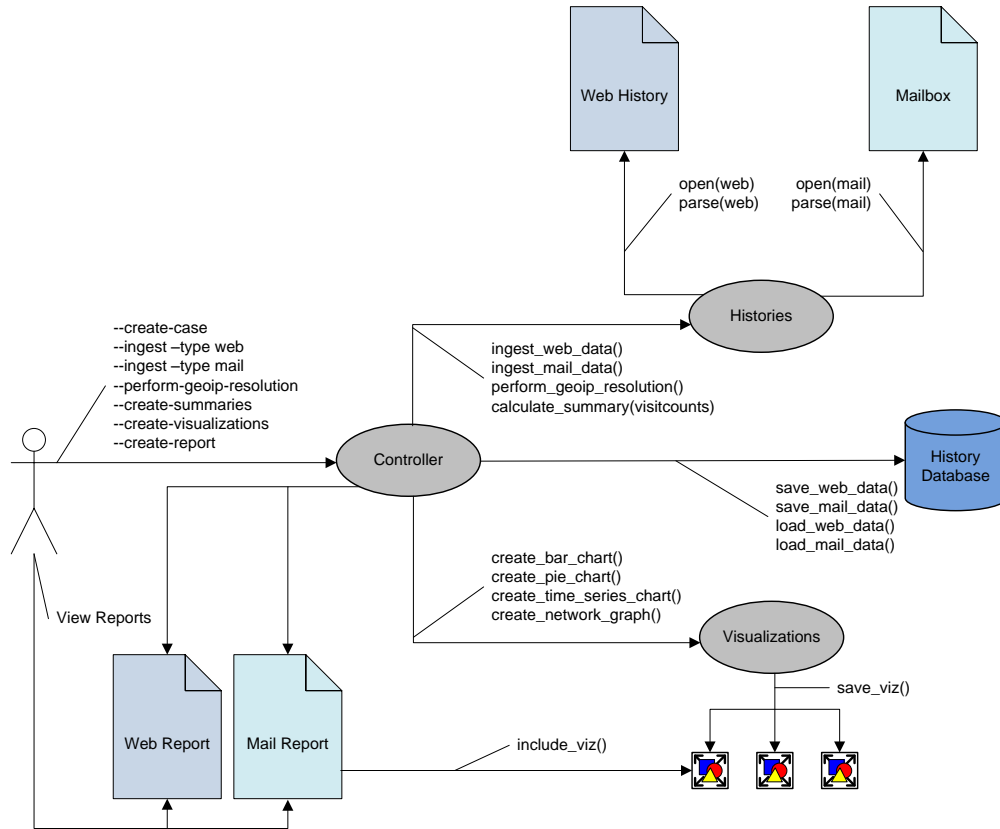 Web History
Mailbox
open(web)
parse(web)
open(mail)
parse(mail)
Histories
--create-case
--ingest –type web
--ingest –type mail
--perform-geoip-resolution
--create-summaries
--create-visualizations
--create-report
ingest_web_data()
ingest_mail_data()
perform_geoip_resolution()
calculate_summary(visitcounts)
Controller
History
Database
save_web_data()
save_mail_data()
load_web_data()
load_mail_data()
create_bar_chart()
create_pie_chart()
create_time_series_chart()
create_network_graph()
View Reports
Visualizations
save_viz()
Web Report
Mail Report
include_viz()